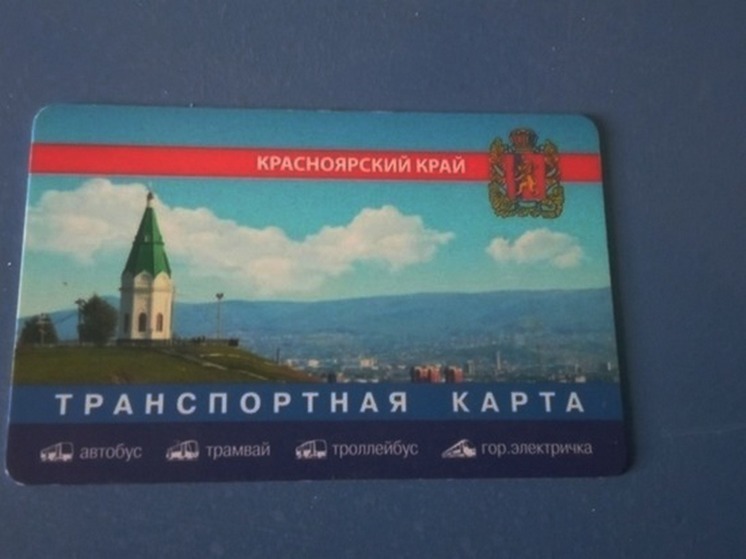 КРАСНОЯРСКИЙ КРАЙ
ТРАНСПОРТНАЯ КАРТА
автобус трамвай троллейбус гор.электричка